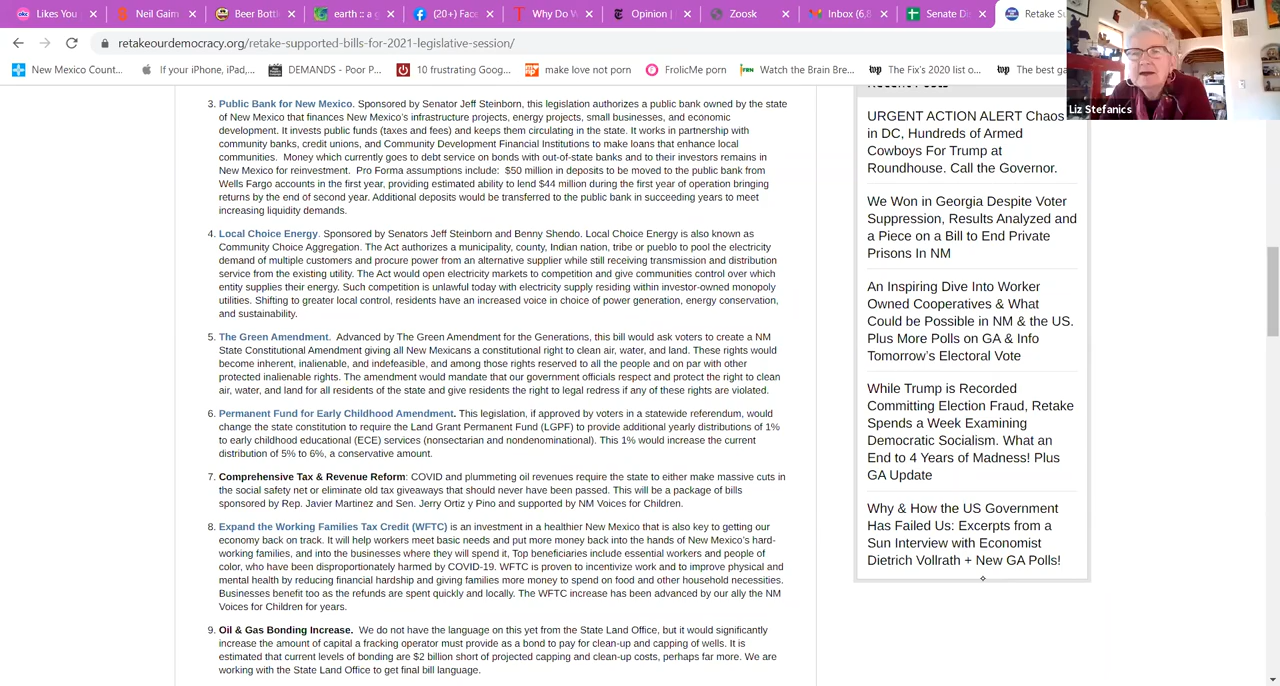 Likes You
Neil Gaim
Beer Bott
earth :: a g
(20+) Fac
Why Do W
Opinion |
Zoosk
Inbox (6,8
Senate Di
Retake Su
retakeourdemocracy.org/retake-supported-bills-for-2021-legislative-session/
New Mexico Count...
If your iPhone, iPad,...
DEMANDS - Poor P...
10 frustrating Goog...
make love not porn
FrolicMe porn
Watch the Brain Bre...
The Fix's 2020 list o...
The best ga
Liz Stefanics
3. Public Bank for New Mexico. Sponsored by Senator Jeff Steinborn, this legislation authorizes a public bank owned by the state
of New Mexico that finances New Mexico's infrastructure projects, energy projects, small businesses, and economic
development. It invests public funds (taxes and fees) and keeps them circulating in the state. It works in partnership with
community banks, credit unions, and Community Development Financial Institutions to make loans that enhance local
communities. Money which currently goes to debt service on bonds with out-of-state banks and to their investors remains in
New Mexico for reinvestment. Pro Forma assumptions include: $50 million in deposits to be moved to the public bank from
Wells Fargo accounts in the first year, providing estimated ability to lend $44 million during the first year of operation bringing
returns by the end of second year. Additional deposits would be transferred to the public bank in succeeding years to meet
increasing liquidity demands.
4. Local Choice Energy. Sponsored by Senators Jeff Steinborn and Benny Shendo. Local Choice Energy is also known as
Community Choice Aggregation. The Act authorizes a municipality, county, Indian nation, tribe or pueblo to pool the electricity
demand of multiple customers and procure power from an alternative supplier while still receiving transmission and distribution
service from the existing utility. The Act would open electricity markets to competition and give communities control over which
entity supplies their energy. Such competition is unlawful today with electricity supply residing within investor-owned monopoly
utilities. Shifting to greater local control, residents have an increased voice in choice of power generation, energy conservation,
and sustainability.
5. The Green Amendment. Advanced by The Green Amendment for the Generations, this bill would ask voters to create a NM
State Constitutional Amendment giving all New Mexicans a constitutional right to clean air, water, and land. These rights would
become inherent, inalienable, and indefeasible, and among those rights reserved to all the people and on par with other
protected inalienable rights. The amendment would mandate that our government officials respect and protect the right to clean
air, water, and land for all residents of the state and give residents the right to legal redress if any of these rights are violated.
6. Permanent Fund for Early Childhood Amendment. This legislation, if approved by voters in a statewide referendum, would
change the state constitution to require the Land Grant Permanent Fund (LGPF) to provide additional yearly distributions of 1%
to early childhood educational (ECE) services (nonsectarian and nondenominational). This 1% would increase the current
distribution of 5% to 6%, a conservative amount.
7. Comprehensive Tax & Revenue Reform: COVID and plummeting oil revenues require the state to either make massive cuts in
the social safety net or eliminate old tax giveaways that should never have been passed. This will be a package of bills
sponsored by Rep. Javier Martinez and Sen. Jerry Ortiz y Pino and supported by NM Voices for Children.
8. Expand the Working Families Tax Credit (WFTC) is an investment in a healthier New Mexico that is also key to getting our
economy back on track. It will help workers meet basic needs and put more money back into the hands of New Mexico's hard-
working families, and into the businesses where they will spend it, Top beneficiaries include essential workers and people of
color, who have been disproportionately harmed by COVID-19. WFTC is proven to incentivize work and to improve physical and
mental health by reducing financial hardship and giving families more money to spend on food and other household necessities.
Businesses benefit too as the refunds are spent quickly and locally. The WFTC increase has been advanced by our ally the NM
Voices for Children for years.
9. Oil & Gas Bonding Increase. We do not have the language on this yet from the State Land Office, but it would significantly
increase the amount of capital a fracking operator must provide as a bond to pay for clean-up and capping of wells. It is
estimated that current levels of bonding are $2 billion short of projected capping and clean-up costs, perhaps far more. We are
working with the State Land Office to get final bill language.
Recent Posts
URGENT ACTION ALERT Chaos
in DC, Hundreds of Armed
Cowboys For Trump at
Roundhouse. Call the Governor.
We Won in Georgia Despite Voter
Suppression, Results Analyzed and
a Piece on a Bill to End Private
Prisons In NM
An Inspiring Dive Into Worker
Owned Cooperatives & What
Could be Possible in NM & the US.
Plus More Polls on GA & Info
Tomorrow's Electoral Vote
While Trump is Recorded
Committing Election Fraud, Retake
Spends a Week Examining
Democratic Socialism. What an
End to 4 Years of Madness! Plus
GA Update
Why & How the US Government
Has Failed Us: Excerpts from a
Sun Interview with Economist
Dietrich Vollrath + New GA Polls!